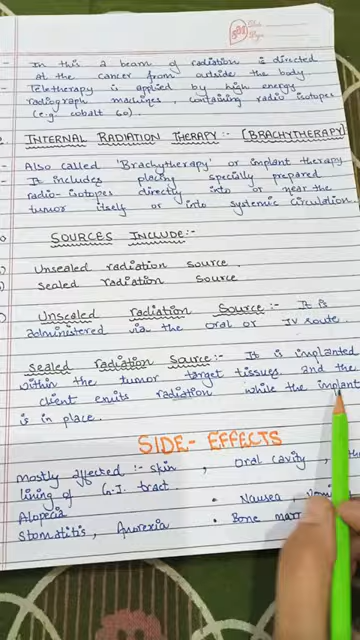 - In this a beam of radiation is directed
at the cancer from outside the body.
- Teletherapy is applied by high energy
radiograph machines, containing radio isotopes
(e.g. cobalt 60).
INTERNAL RADIATION THERAPY:- (BRACHYTHERAPY)
- Also called 'Brachytherapy' or implant therapy
It includes placing specially prepared
radio-isotopes directly into or near the
tumor itself or into systemic circulation.
SOURCES INCLUDE:-
Unsealed radiation source.
Sealed radiation source
Unsealed radiation Source:- It is
administered via the oral or IV route.
Sealed radiation Source:- It is implanted
within the tumor target tissues and the
client emits radiation while the implant
is in place.
SIDE-EFFECTS
Mostly affected:- skin, oral cavity,
lining of G.I. tract.
Alopecia • Nausea,
Stomatitis, Anorexia • Bone